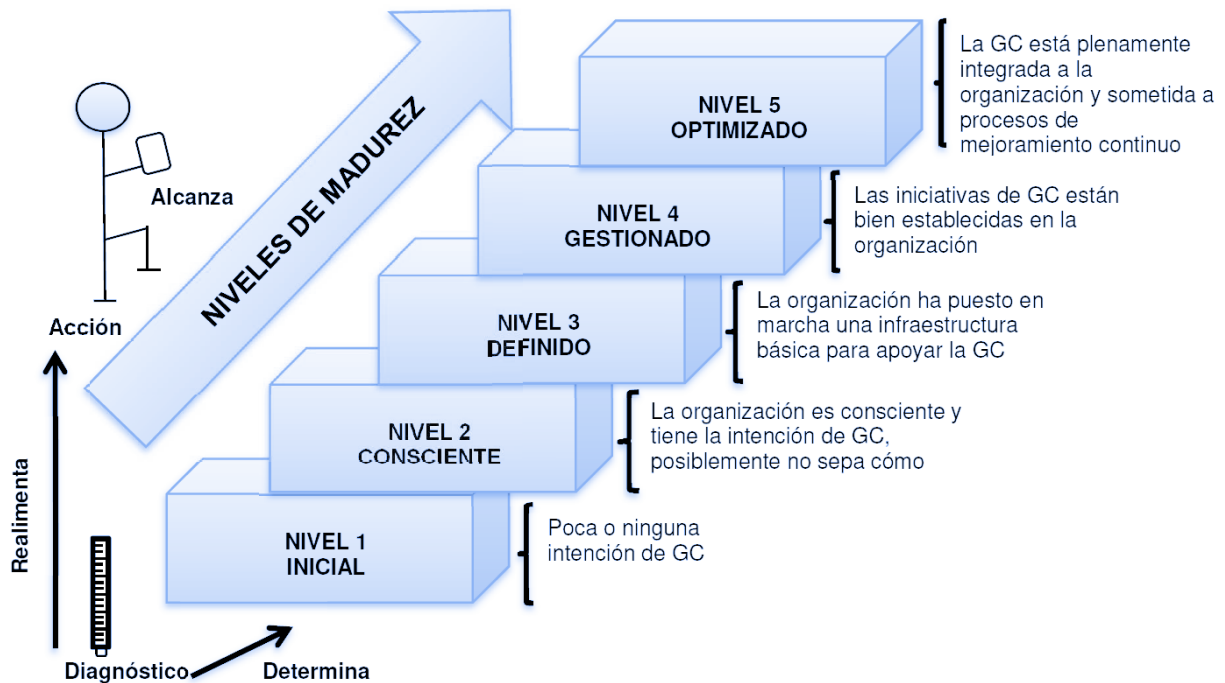 La GC está plenamente
integrada a la
organización y sometida a
procesos de
mejoramiento continuo
NIVEL 5
OPTIMIZADO
Las iniciativas de GC están
bien establecidas en la
organización
NIVEL 4
GESTIONADO
La organización ha puesto en
marcha una infraestructura
básica para apoyar la GC
NIVEL 3
DEFINIDO
La organización es consciente y
tiene la intención de GC,
posiblemente no sepa cómo
NIVEL 2
CONSCIENTE
Poca o ninguna
intención de GC
NIVEL 1
INICIAL
NIVELES DE MADUREZ
Alcanza
Acción
Realimenta
Diagnóstico
Determina